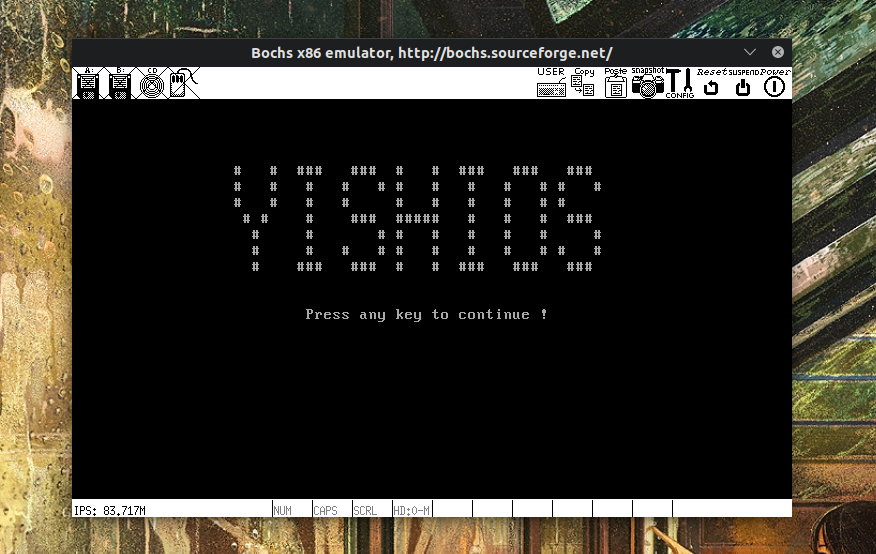 Bochs x86 emulator, http://bochs.sourceforge.net/
A: B: CD USER Copy Paste snapshot CONFIG Reset SUSPEND Power
YISHIOS
Press any key to continue !
IPS: 83.717M NUM CAPS SCRL HD:0-M